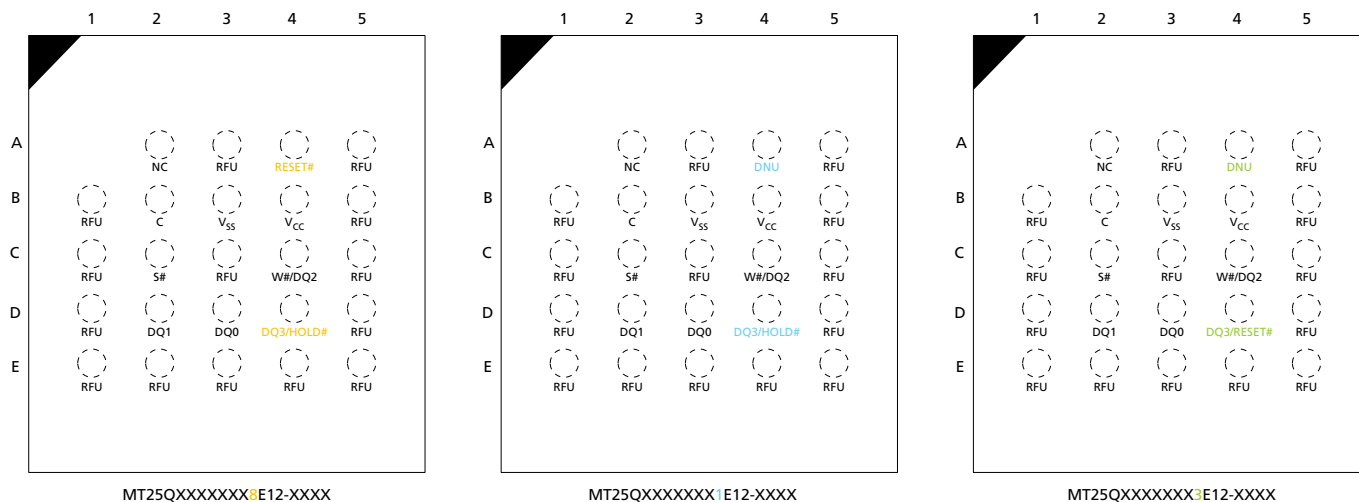 1 2 3 4 5 1 2 3 4 5 1 2 3 4 5
A A A
NC RFU RESET# RFU NC RFU DNU RFU NC RFU DNU RFU
B B B
RFU C VSS VCC RFU RFU C VSS VCC RFU RFU C VSS VCC RFU
C C C
RFU S# RFU W#/DQ2 RFU RFU S# RFU W#/DQ2 RFU RFU S# RFU W#/DQ2 RFU
D D D
RFU DQ1 DQ0 DQ3/HOLD# RFU RFU DQ1 DQ0 DQ3/HOLD# RFU RFU DQ1 DQ0 DQ3/RESET# RFU
E E E
RFU RFU RFU RFU RFU RFU RFU RFU RFU RFU RFU RFU RFU RFU RFU
MT25QXXXXXXX8E12-XXXX MT25QXXXXXXX1E12-XXXX MT25QXXXXXXX3E12-XXXX